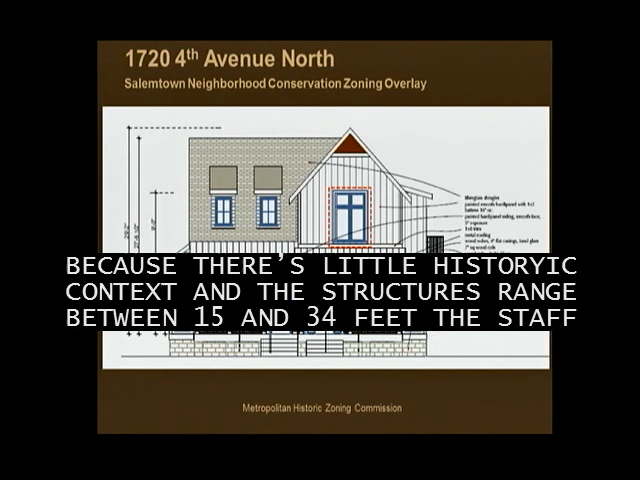 1720 4th Avenue North
Salemtown Neighborhood Conservation Zoning Overlay
BECAUSE THERE'S LITTLE HISTORYIC
CONTEXT AND THE STRUCTURES RANGE
BETWEEN 15 AND 34 FEET THE STAFF
Metropolitan Historic Zoning Commission